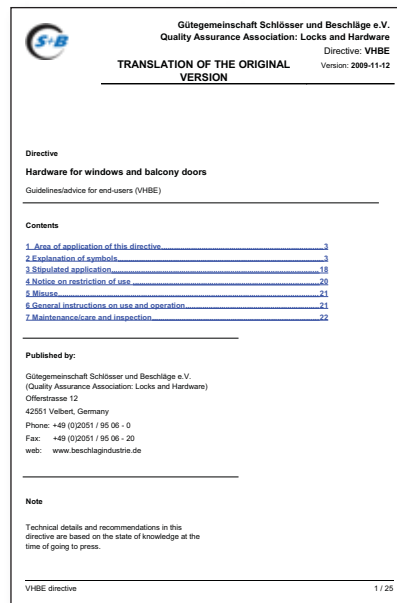 S+B
Gütegemeinschaft Schlösser und Beschläge e.V.
Quality Assurance Association: Locks and Hardware
Directive: VHBE
TRANSLATION OF THE ORIGINAL
VERSION
Version: 2009-11-12
Directive
Hardware for windows and balcony doors
Guidelines/advice for end-users (VHBE)
Contents
1 Area of application of this directive 3
2 Explanation of symbols 3
3 Stipulated application 18
4 Notice on restriction of use 20
5 Misuse 21
6 General instructions on use and operation 21
7 Maintenance/care and inspection 22
Published by:
Gütegemeinschaft Schlösser und Beschläge e.V.
(Quality Assurance Association: Locks and Hardware)
Offerstrasse 12
42551 Velbert, Germany
Phone: +49 (0)2051 / 95 06 - 0
Fax: +49 (0)2051 / 95 06 - 20
web: www.beschlagindustrie.de
Note
Technical details and recommendations in this
directive are based on the state of knowledge at the
time of going to press.
VHBE directive 1 / 25